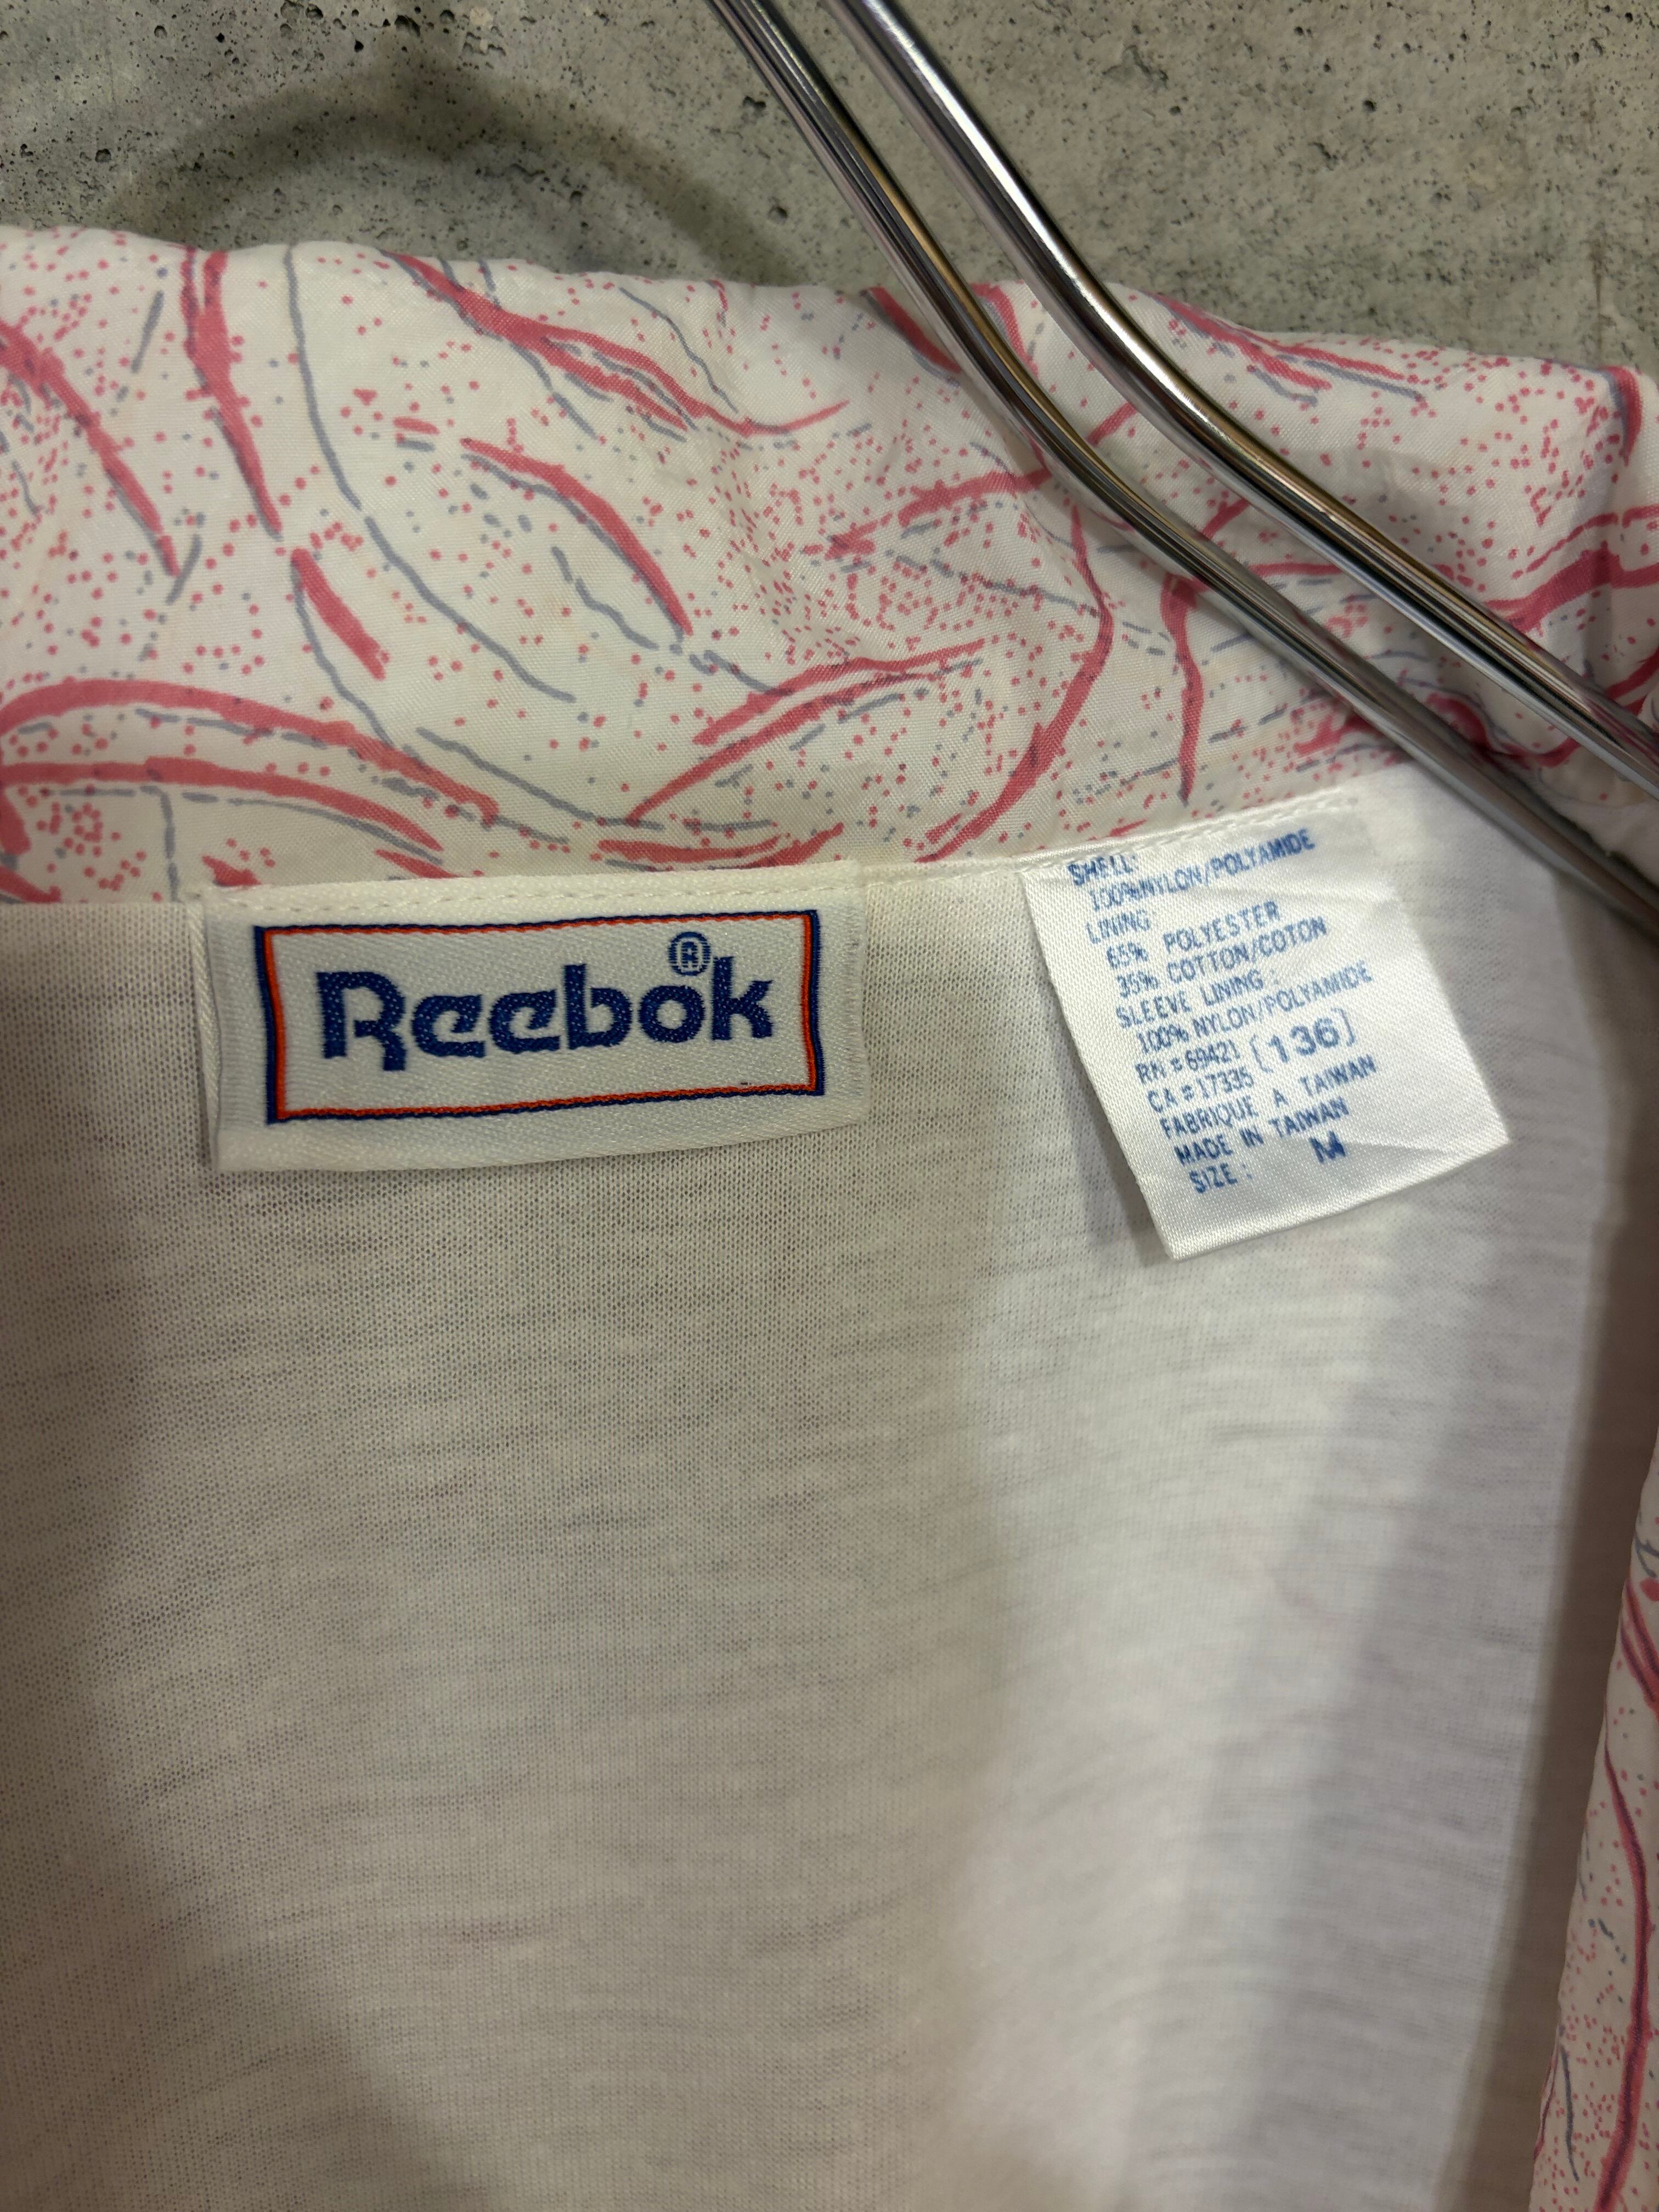 Reebok®
SHELL:
100% NYLON/POLYAMIDE
LINING:
65% POLYESTER
35% COTTON/COTON
SLEEVE LINING:
100% NYLON/POLYAMIDE
RN = 69421 [136]
CA = 17335
FABRIQUE A TAIWAN
MADE IN TAIWAN
SIZE: M